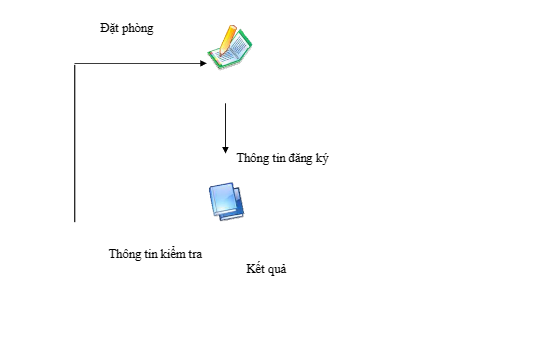 Đặt phòng
Thông tin đăng ký
Thông tin kiểm tra
Kết quả